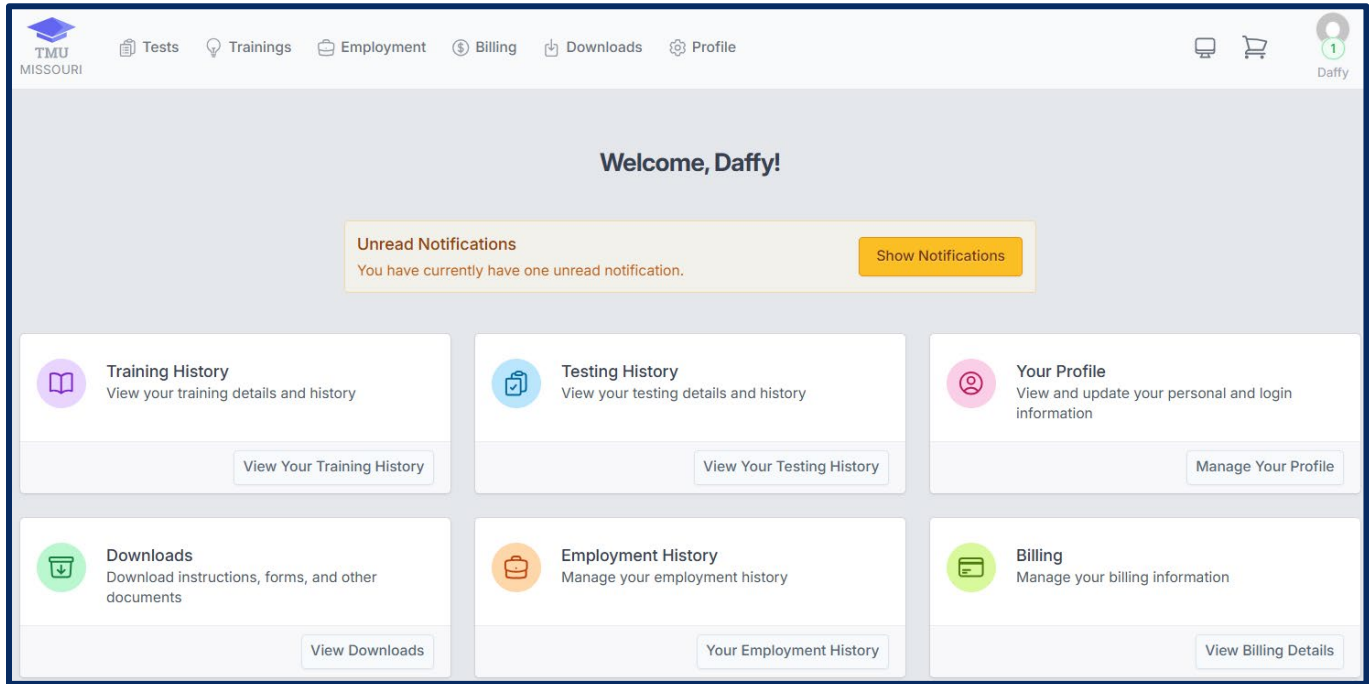 TMU
MISSOURI
Tests
Trainings
Employment
Billing
Downloads
Profile
1
Daffy
Welcome, Daffy!
Unread Notifications
You have currently have one unread notification.
Show Notifications
Training History
View your training details and history
View Your Training History
Testing History
View your testing details and history
View Your Testing History
Your Profile
View and update your personal and login
information
Manage Your Profile
Downloads
Download instructions, forms, and other
documents
View Downloads
Employment History
Manage your employment history
Your Employment History
Billing
Manage your billing information
View Billing Details